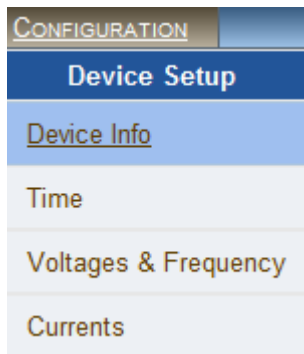 CONFIGURATION
Device Setup
Device Info
Time
Voltages & Frequency
Currents